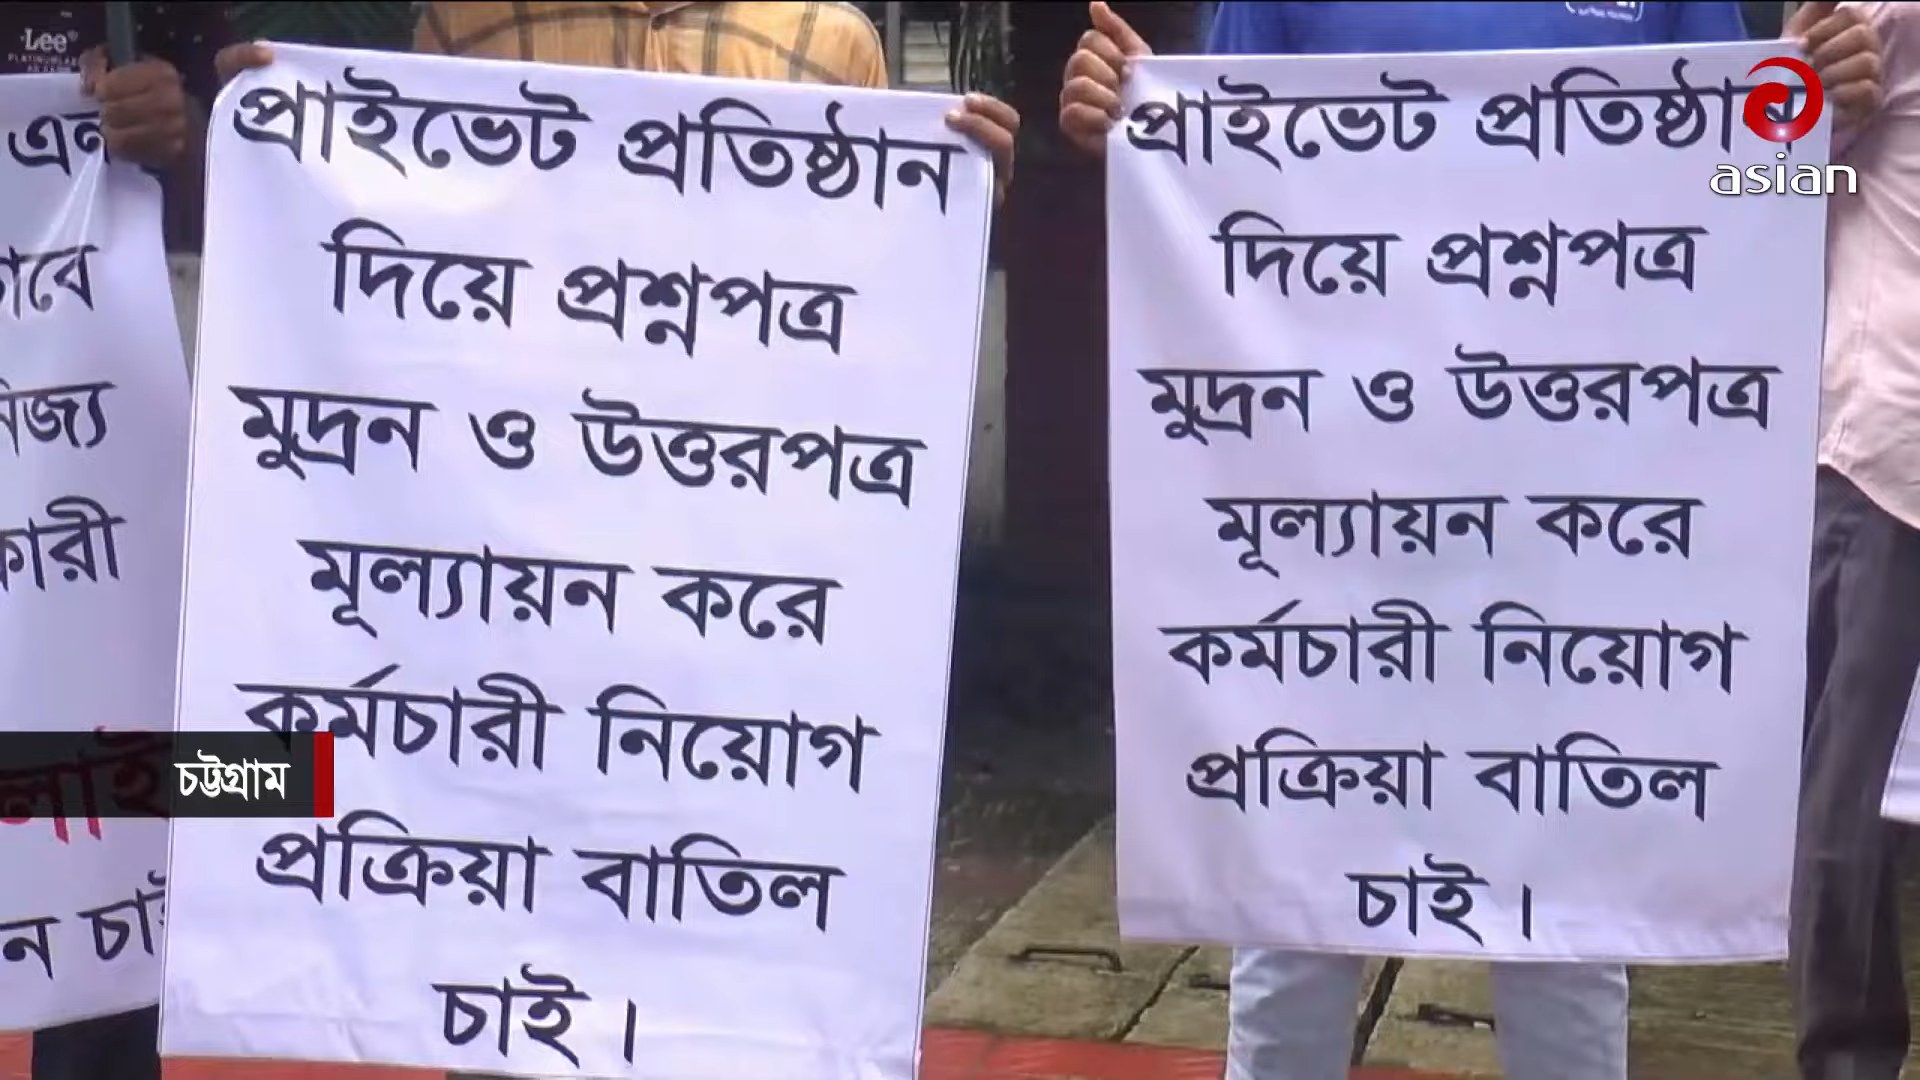 Lee
প্রাইভেট প্রতিষ্ঠান
দিয়ে প্রশ্নপত্র
মুদ্রন ও উত্তরপত্র
মূল্যায়ন করে
কর্মচারী নিয়োগ
প্রক্রিয়া বাতিল
চাই।
প্রাইভেট প্রতিষ্ঠান
দিয়ে প্রশ্নপত্র
মুদ্রন ও উত্তরপত্র
মূল্যায়ন করে
কর্মচারী নিয়োগ
প্রক্রিয়া বাতিল
চাই।
asian
চট্টগ্রাম